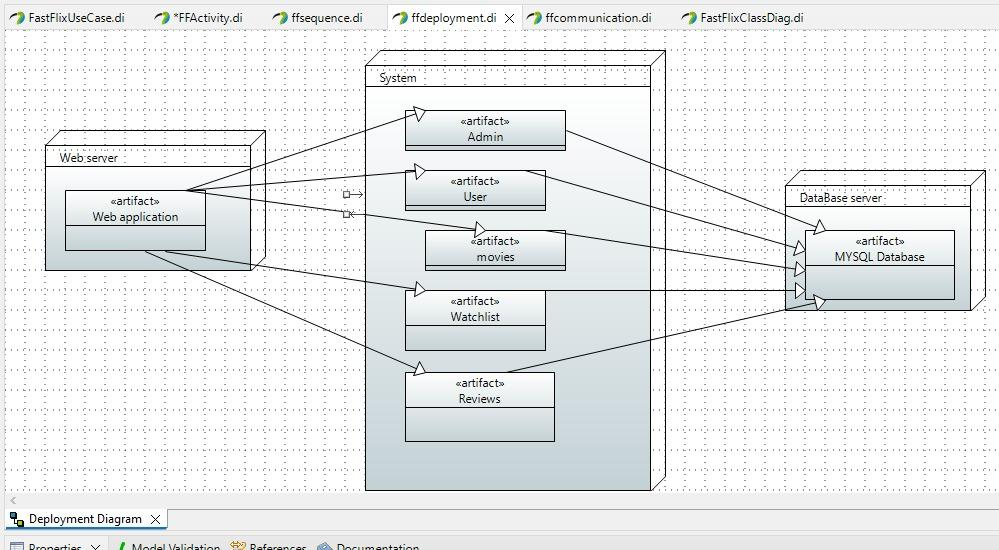 FastFlixUseCase.di
*FFActivity.di
ffsequence.di
ffdeployment.di
ffcommunication.di
FastFlixClassDiag.di
System
«artifact»
Admin
Web server
«artifact»
Web application
«artifact»
User
«artifact»
movies
DataBase server
«artifact»
MYSQL Database
«artifact»
Watchlist
«artifact»
Reviews
Deployment Diagram
Properties
Model Validation
References
Documentation